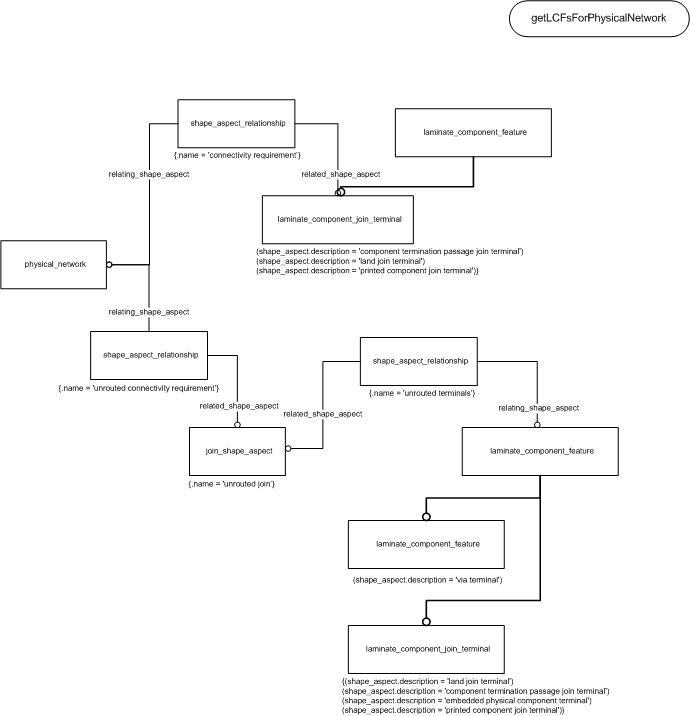 getLCFsForPhysicalNetwork
shape_aspect_relationship
laminate_component_feature
{.name = 'connectivity requirement'}
relating_shape_aspect
related_shape_aspect
laminate_component_join_terminal
(shape_aspect.description = 'component termination passage join terminal')
(shape_aspect.description = 'land join terminal')
(shape_aspect.description = 'printed component join terminal')}
physical_network
relating_shape_aspect
shape_aspect_relationship
shape_aspect_relationship
{.name = 'unrouted connectivity requirement'}
{.name = 'unrouted terminals'}
related_shape_aspect
related_shape_aspect
relating_shape_aspect
join_shape_aspect
laminate_component_feature
{.name = 'unrouted join'}
laminate_component_feature
(shape_aspect.description = 'via terminal')
laminate_component_join_terminal
{(shape_aspect.description = 'land join terminal')
(shape_aspect.description = 'component termination passage join terminal')
(shape_aspect.description = 'embedded physical component terminal')
(shape_aspect.description = 'printed component join terminal')}